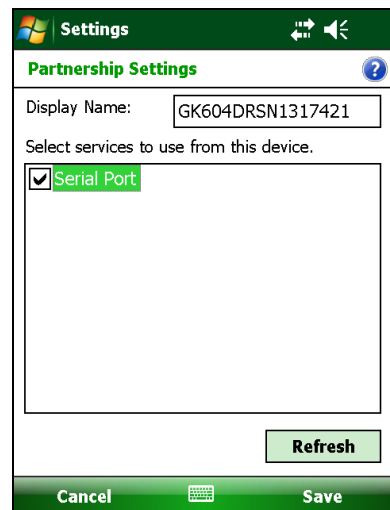 Settings
Partnership Settings
?
Display Name: GK604DRSN1317421
Select services to use from this device.
Serial Port
Refresh
Cancel Save